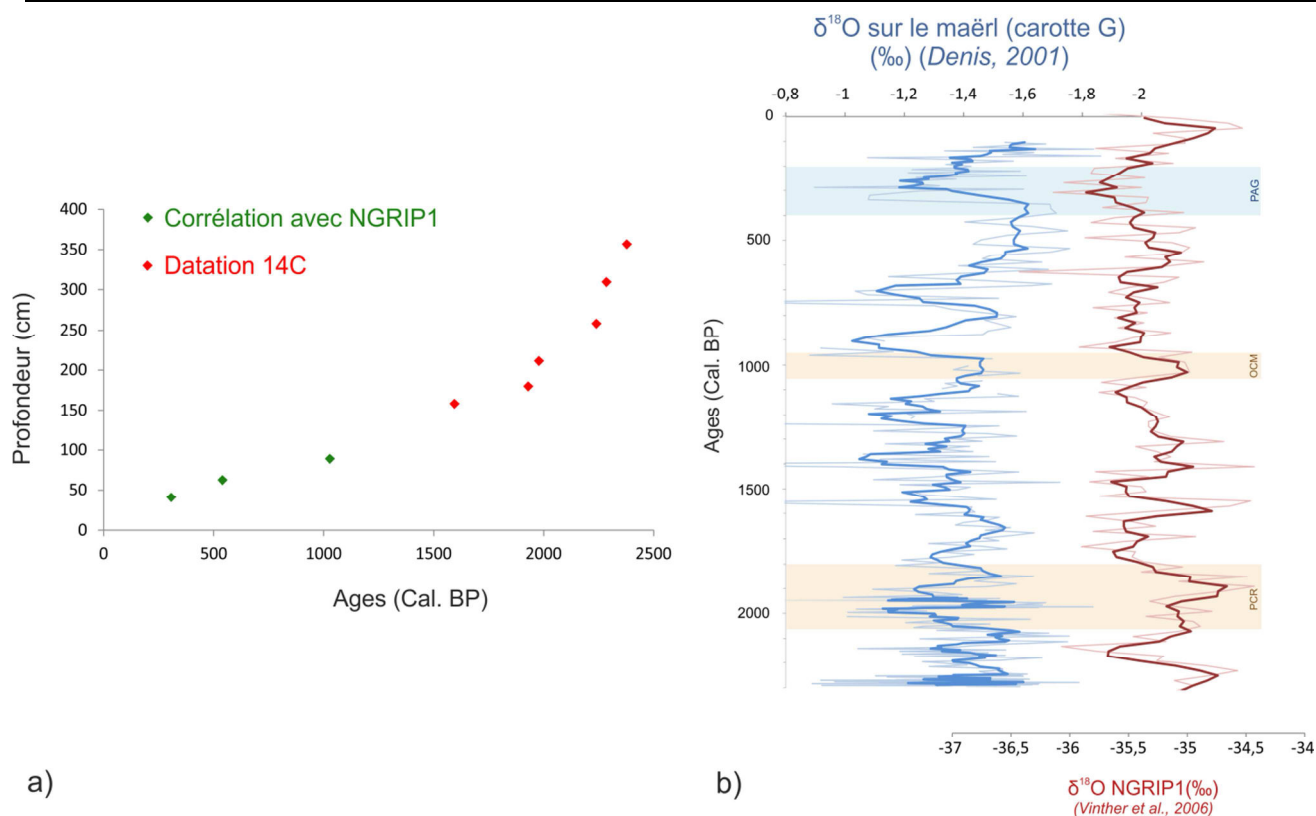 δ¹⁸O sur le maërl (carotte G)
(‰) (Denis, 2001)
-0,8 -1 -1,2 -1,4 -1,6 -1,8 -2
Corrélation avec NGRIP1
Datation 14C
Profondeur (cm)
400
350
300
250
200
150
100
50
0
0 500 1000 1500 2000 2500
Ages (Cal. BP)
a)
Ages (Cal. BP)
0
500
1000
1500
2000
PAG
OCM
PCR
-37 -36,5 -36 -35,5 -35 -34,5 -34
b)
δ¹⁸O NGRIP1(‰)
(Vinther et al., 2006)